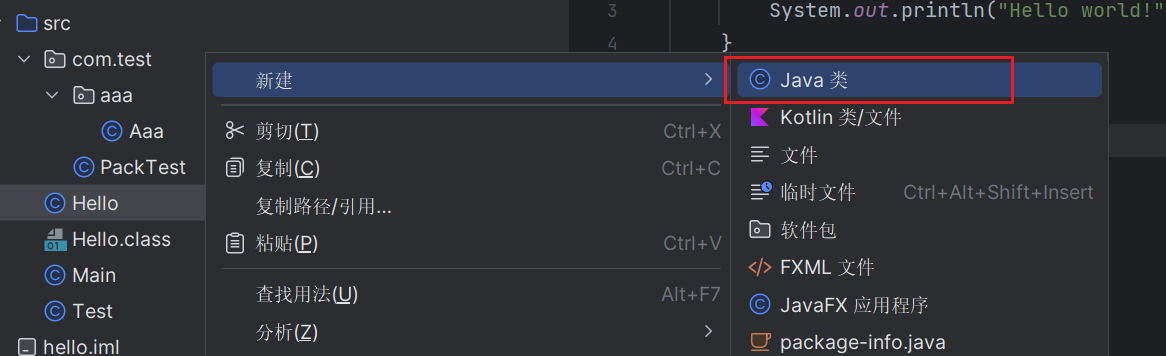 src
com.test
aaa
Aaa
PackTest
Hello
Hello.class
01
Main
Test
hello.iml
3 System.out.println("Hello world!"
4 }
新建
剪切(T) Ctrl+X
复制(C) Ctrl+C
复制路径/引用...
粘贴(P) Ctrl+V
查找用法(U) Alt+F7
分析(Z)
Java 类
Kotlin 类/文件
文件
临时文件 Ctrl+Alt+Shift+Insert
软件包
FXML 文件
JavaFX 应用程序
package-info.java